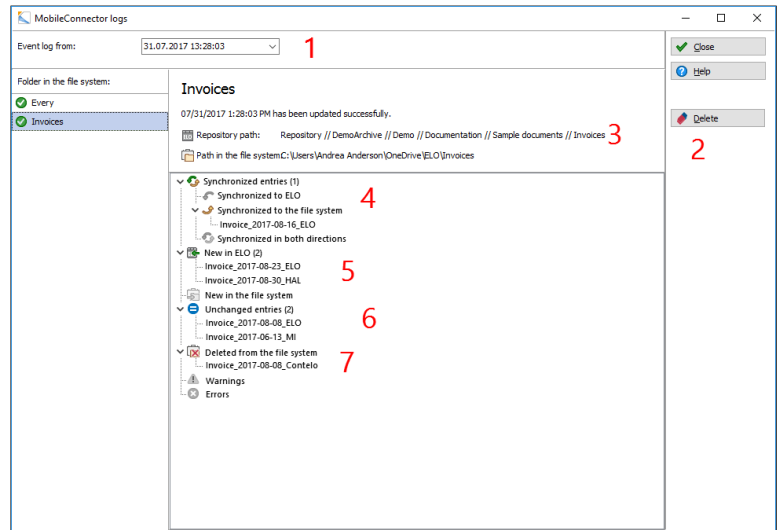 MobileConnector logs
Event log from: 31.07.2017 13:28:03 1
Close
Help
Delete
2
Folder in the file system:
Every
Invoices
Invoices
07/31/2017 1:28:03 PM has been updated successfully.
Repository path: Repository // DemoArchive // Demo // Documentation // Sample documents // Invoices 3
Path in the file systemC:\Users\Andrea Anderson\OneDrive\ELO\Invoices
Synchronized entries (1)
Synchronized to ELO 4
Synchronized to the file system
Invoice_2017-08-16_ELO
Synchronized in both directions
New in ELO (2)
Invoice_2017-08-23_ELO 5
Invoice_2017-08-30_HAL
New in the file system
Unchanged entries (2)
Invoice_2017-08-08_ELO 6
Invoice_2017-06-13_MI
Deleted from the file system
Invoice_2017-08-08_Contelo 7
Warnings
Errors